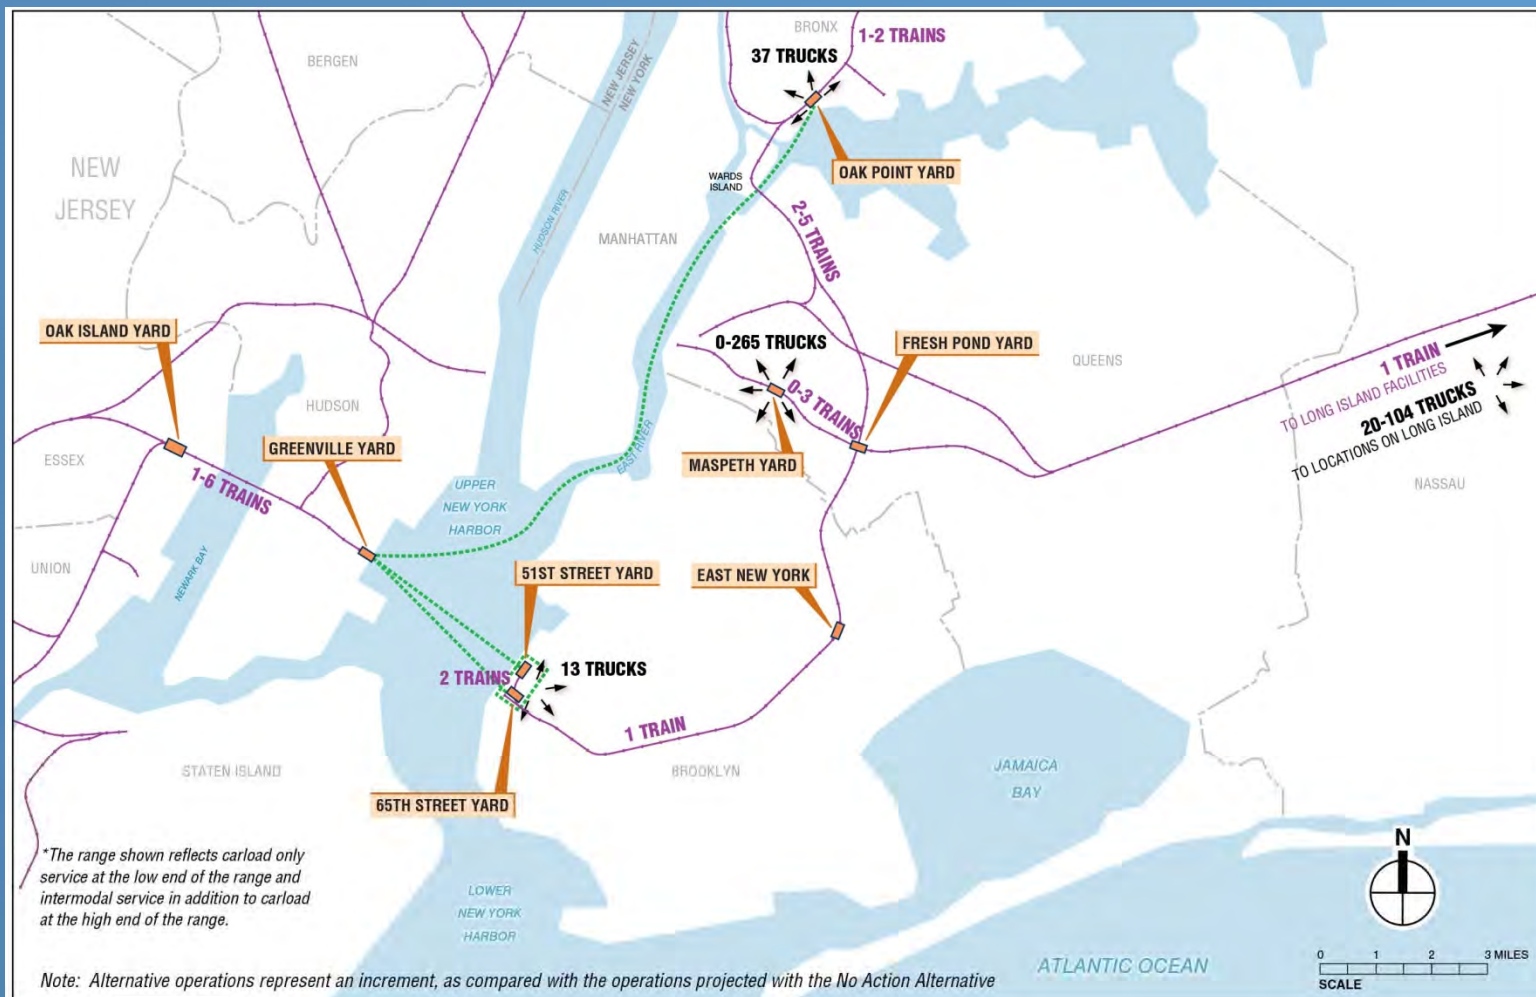 BRONX
1-2 TRAINS
37 TRUCKS
BERGEN
NEW JERSEY
NEW YORK
NEW
JERSEY
OAK POINT YARD
WARDS
ISLAND
HUDSON RIVER
MANHATTAN
2-5 TRAINS
OAK ISLAND YARD
0-265 TRUCKS
FRESH POND YARD
QUEENS
1 TRAIN
TO LONG ISLAND FACILITIES
20-104 TRUCKS
TO LOCATIONS ON LONG ISLAND
0-3 TRAINS
HUDSON
GREENVILLE YARD
EAST RIVER
MASPETH YARD
ESSEX
1-6 TRAINS
UPPER
NEW YORK
HARBOR
NASSAU
UNION
NEWARK BAY
51ST STREET YARD
EAST NEW YORK
2 TRAINS
13 TRUCKS
1 TRAIN
STATEN ISLAND
BROOKLYN
JAMAICA
BAY
65TH STREET YARD
*The range shown reflects carload only
service at the low end of the range and
intermodal service in addition to carload
at the high end of the range.
LOWER
NEW YORK
HARBOR
N
ATLANTIC OCEAN
0 1 2 3 MILES
SCALE
Note: Alternative operations represent an increment, as compared with the operations projected with the No Action Alternative